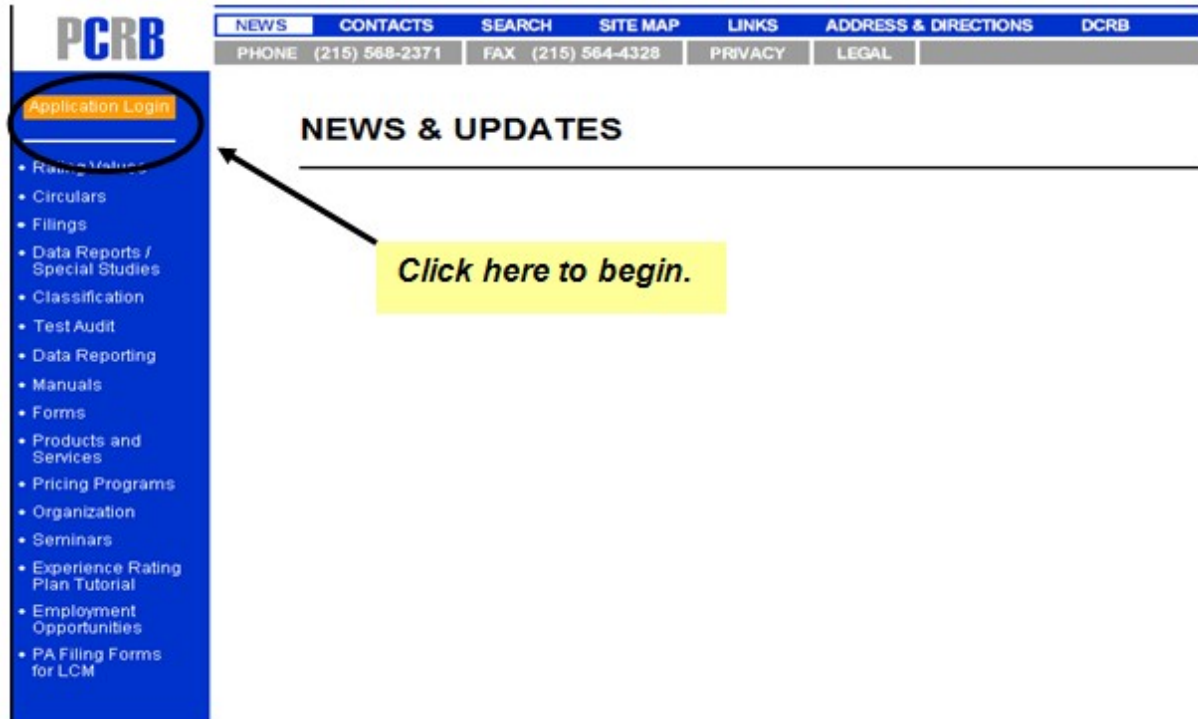 PCRB
NEWS CONTACTS SEARCH SITE MAP LINKS ADDRESS & DIRECTIONS DCRB
PHONE (215) 568-2371 FAX (215) 564-4328 PRIVACY LEGAL
Application Login
NEWS & UPDATES
• Rating Values
• Circulars
• Filings
• Data Reports /
Special Studies
• Classification
• Test Audit
• Data Reporting
• Manuals
• Forms
• Products and
Services
• Pricing Programs
• Organization
• Seminars
• Experience Rating
Plan Tutorial
• Employment
Opportunities
• PA Filing Forms
for LCM
Click here to begin.